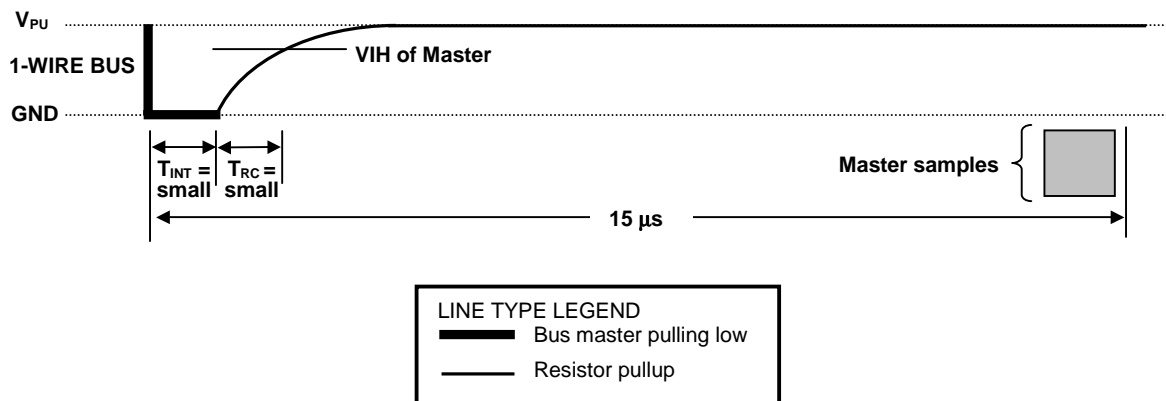 VPU
VIH of Master
1-WIRE BUS
GND
TINT = small
TRC = small
Master samples
15 μs
LINE TYPE LEGEND
Bus master pulling low
Resistor pullup